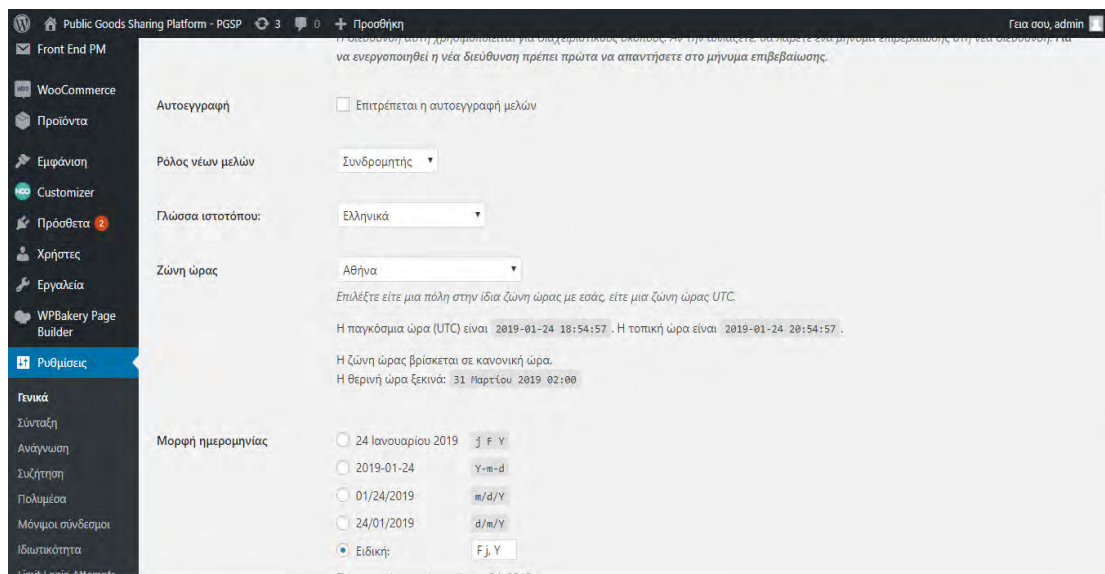 Public Goods Sharing Platform - PGSP 3 0 + Προσθήκη Γεια σου, admin
Front End PM
να ενεργοποιηθεί η νέα διεύθυνση πρέπει πρώτα να απαντήσετε στο μήνυμα επιβεβαίωσης.
WooCommerce
Αυτοεγγραφή Επιτρέπεται η αυτοεγγραφή μελών
Προϊόντα
Εμφάνιση
Ρόλος νέων μελών Συνδρομητής
Customizer
Πρόσθετα 2
Γλώσσα ιστοτόπου: Ελληνικά
Χρήστες
Ζώνη ώρας Αθήνα
Εργαλεία
Επιλέξτε είτε μια πόλη στην ίδια ζώνη ώρας με εσάς, είτε μια ζώνη ώρας UTC.
WPBakery Page
Builder
Η παγκόσμια ώρα (UTC) είναι 2019-01-24 18:54:57 . Η τοπική ώρα είναι 2019-01-24 20:54:57 .
Ρυθμίσεις
Η ζώνη ώρας βρίσκεται σε κανονική ώρα.
Η θερινή ώρα ξεκινά: 31 Μαρτίου 2019 02:00
Γενικά
Σύνταξη
Ανάγνωση
Συζήτηση
Πολυμέσα
Μόνιμοι σύνδεσμοι
Ιδιωτικότητα
Μορφή ημερομηνίας 24 Ιανουαρίου 2019 j F Y
2019-01-24 Y-m-d
01/24/2019 m/d/Y
24/01/2019 d/m/Y
Ειδική: F j, Y